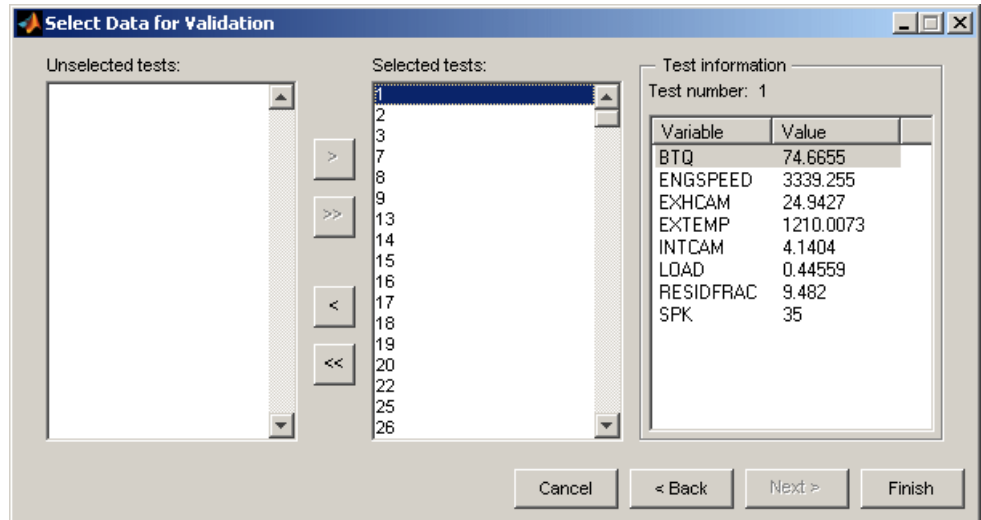 Select Data for Validation
Unselected tests:
Selected tests:
1
2
3
7
8
9
13
14
15
16
17
18
19
20
22
25
26
>
>>
<
<<
Test information
Test number: 1
Variable Value
BTQ 74.6655
ENGSPEED 3339.255
EXHCAM 24.9427
EXTEMP 1210.0073
INTCAM 4.1404
LOAD 0.44559
RESIDFRAC 9.482
SPK 35
Cancel < Back Next > Finish